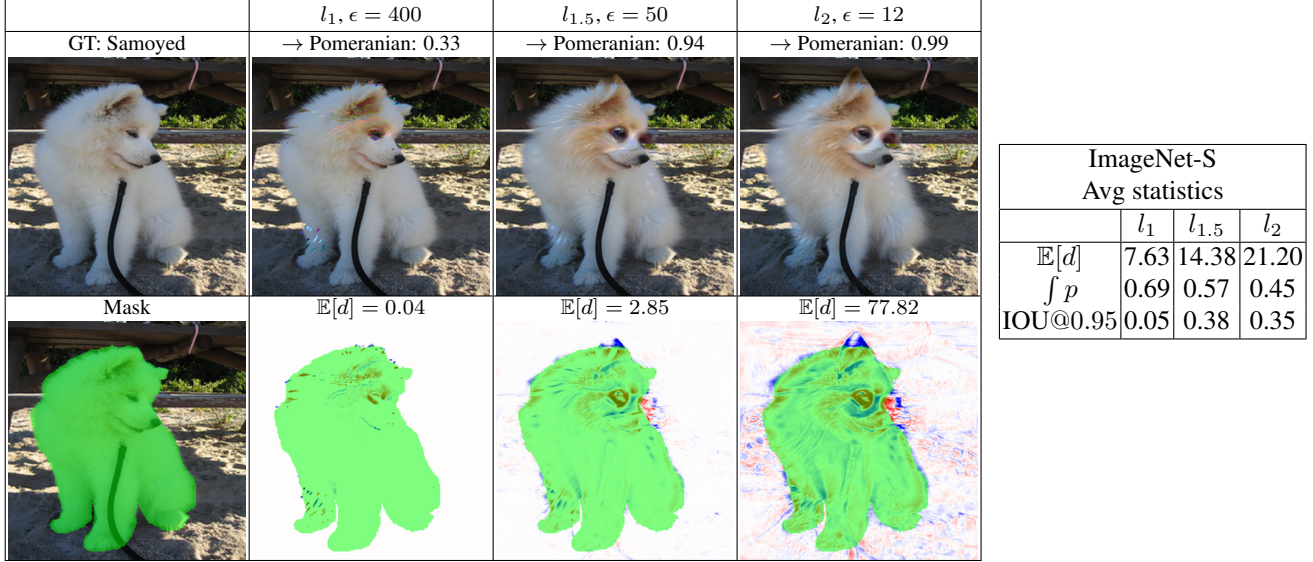 l₁, ϵ = 400 l₁.₅, ϵ = 50 l₂, ϵ = 12
GT: Samoyed → Pomeranian: 0.33 → Pomeranian: 0.94 → Pomeranian: 0.99
Mask 𝔼[d] = 0.04 𝔼[d] = 2.85 𝔼[d] = 77.82
ImageNet-S
Avg statistics
l₁ l₁.₅ l₂
𝔼[d] 7.63 14.38 21.20
∫ p 0.69 0.57 0.45
IOU@0.95 0.05 0.38 0.35